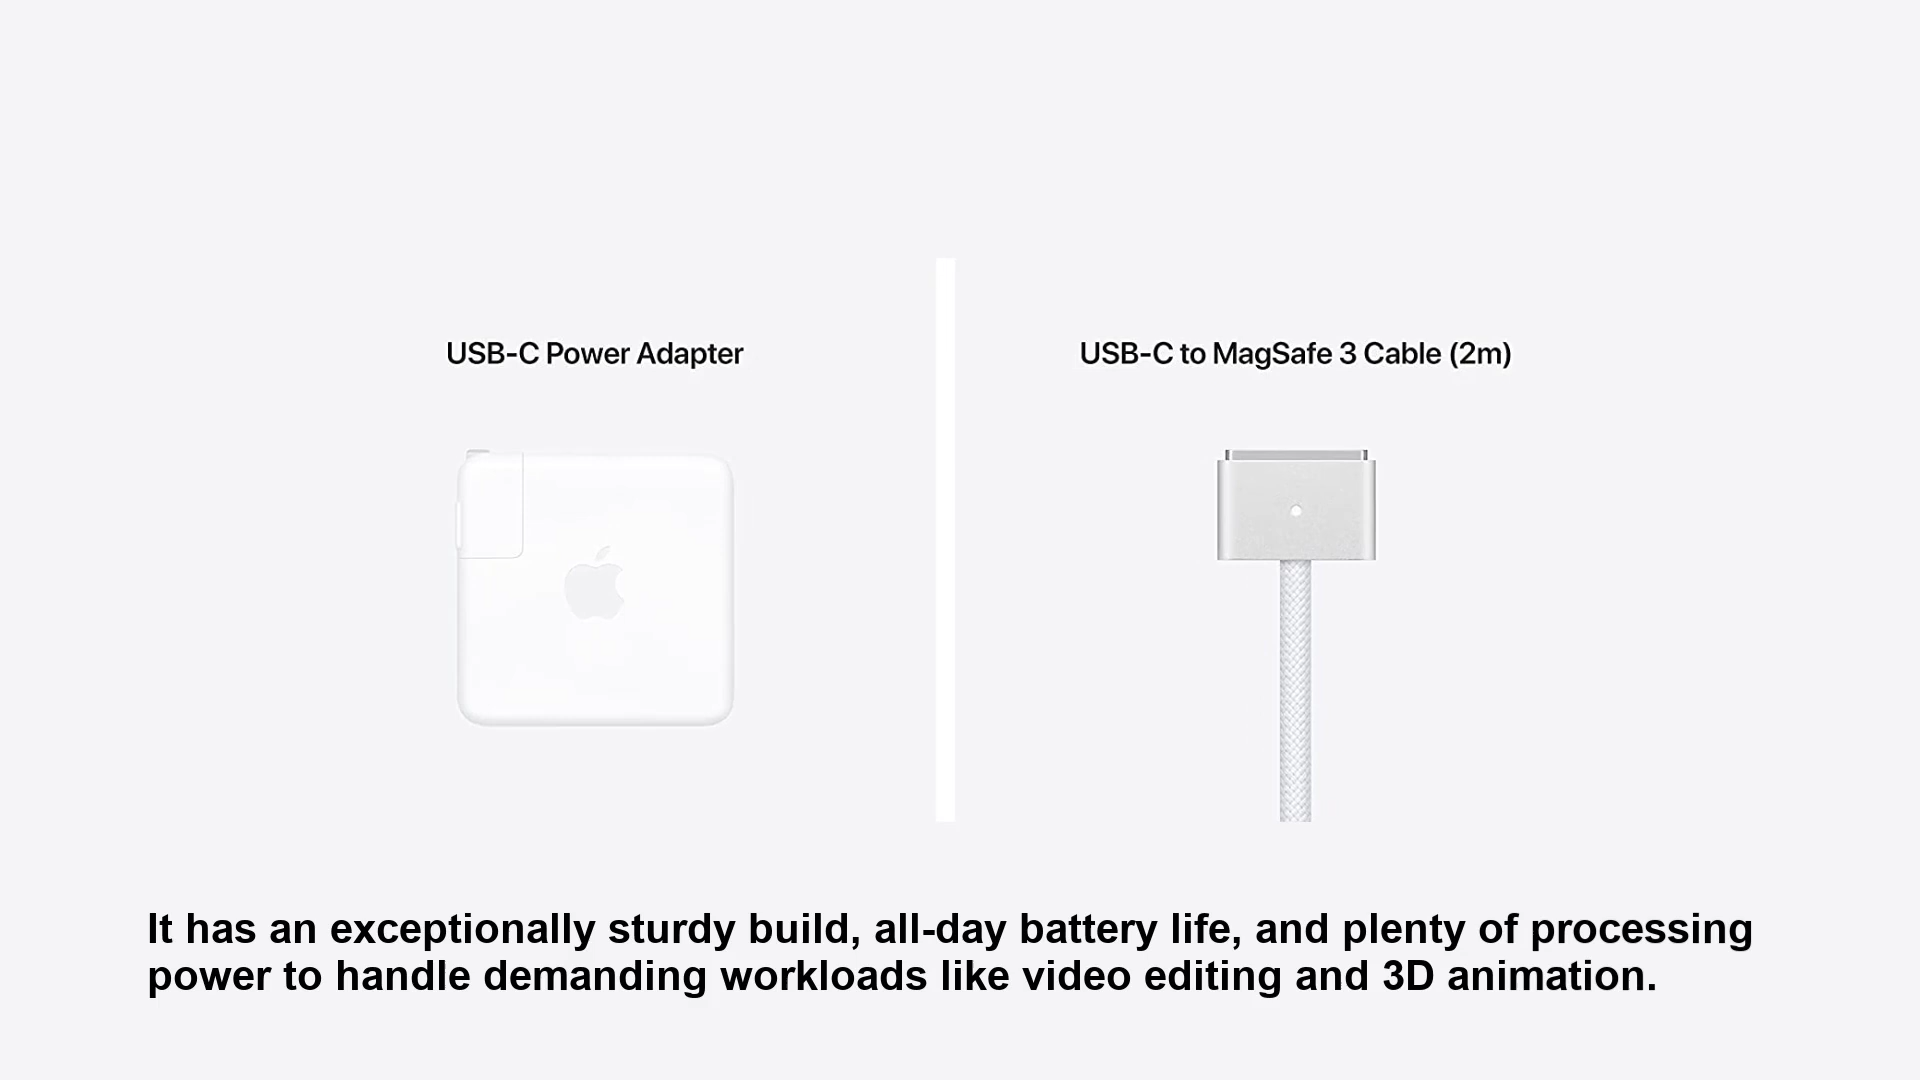 USB-C Power Adapter
USB-C to MagSafe 3 Cable (2m)
It has an exceptionally sturdy build, all-day battery life, and plenty of processing
power to handle demanding workloads like video editing and 3D animation.